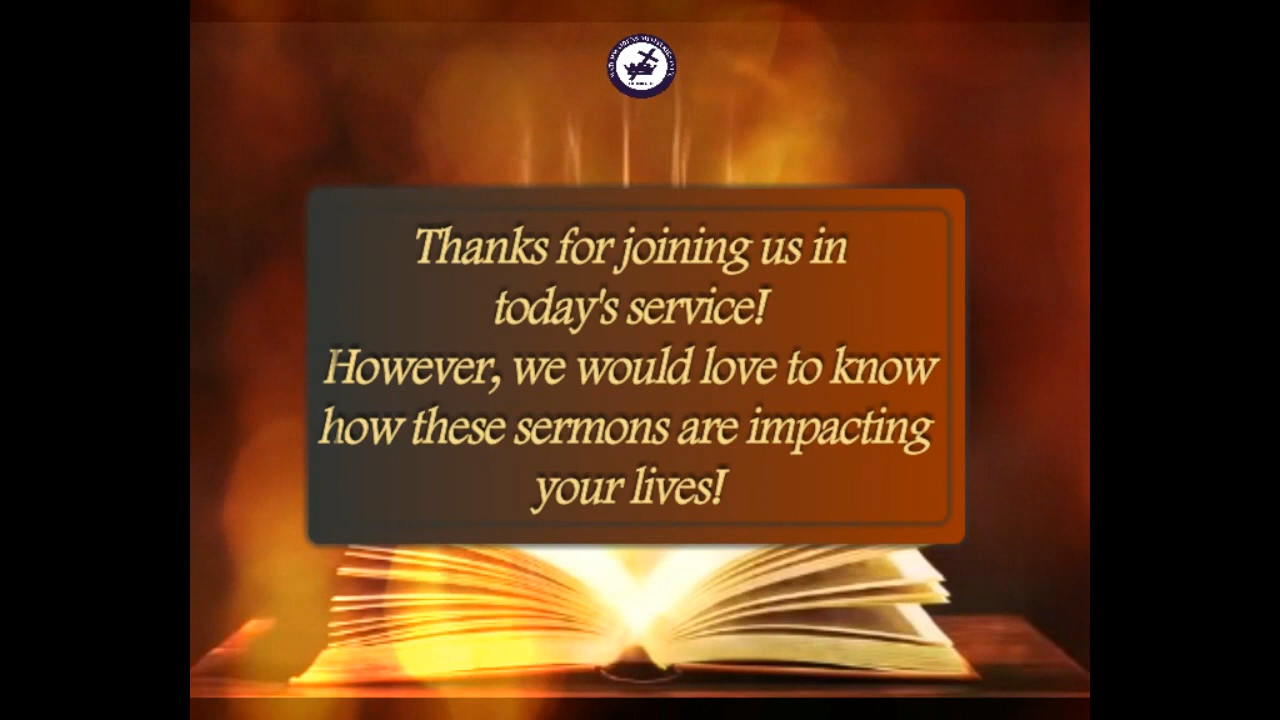 Thanks for joining us in
today's service!
However, we would love to know
how these sermons are impacting
your lives!